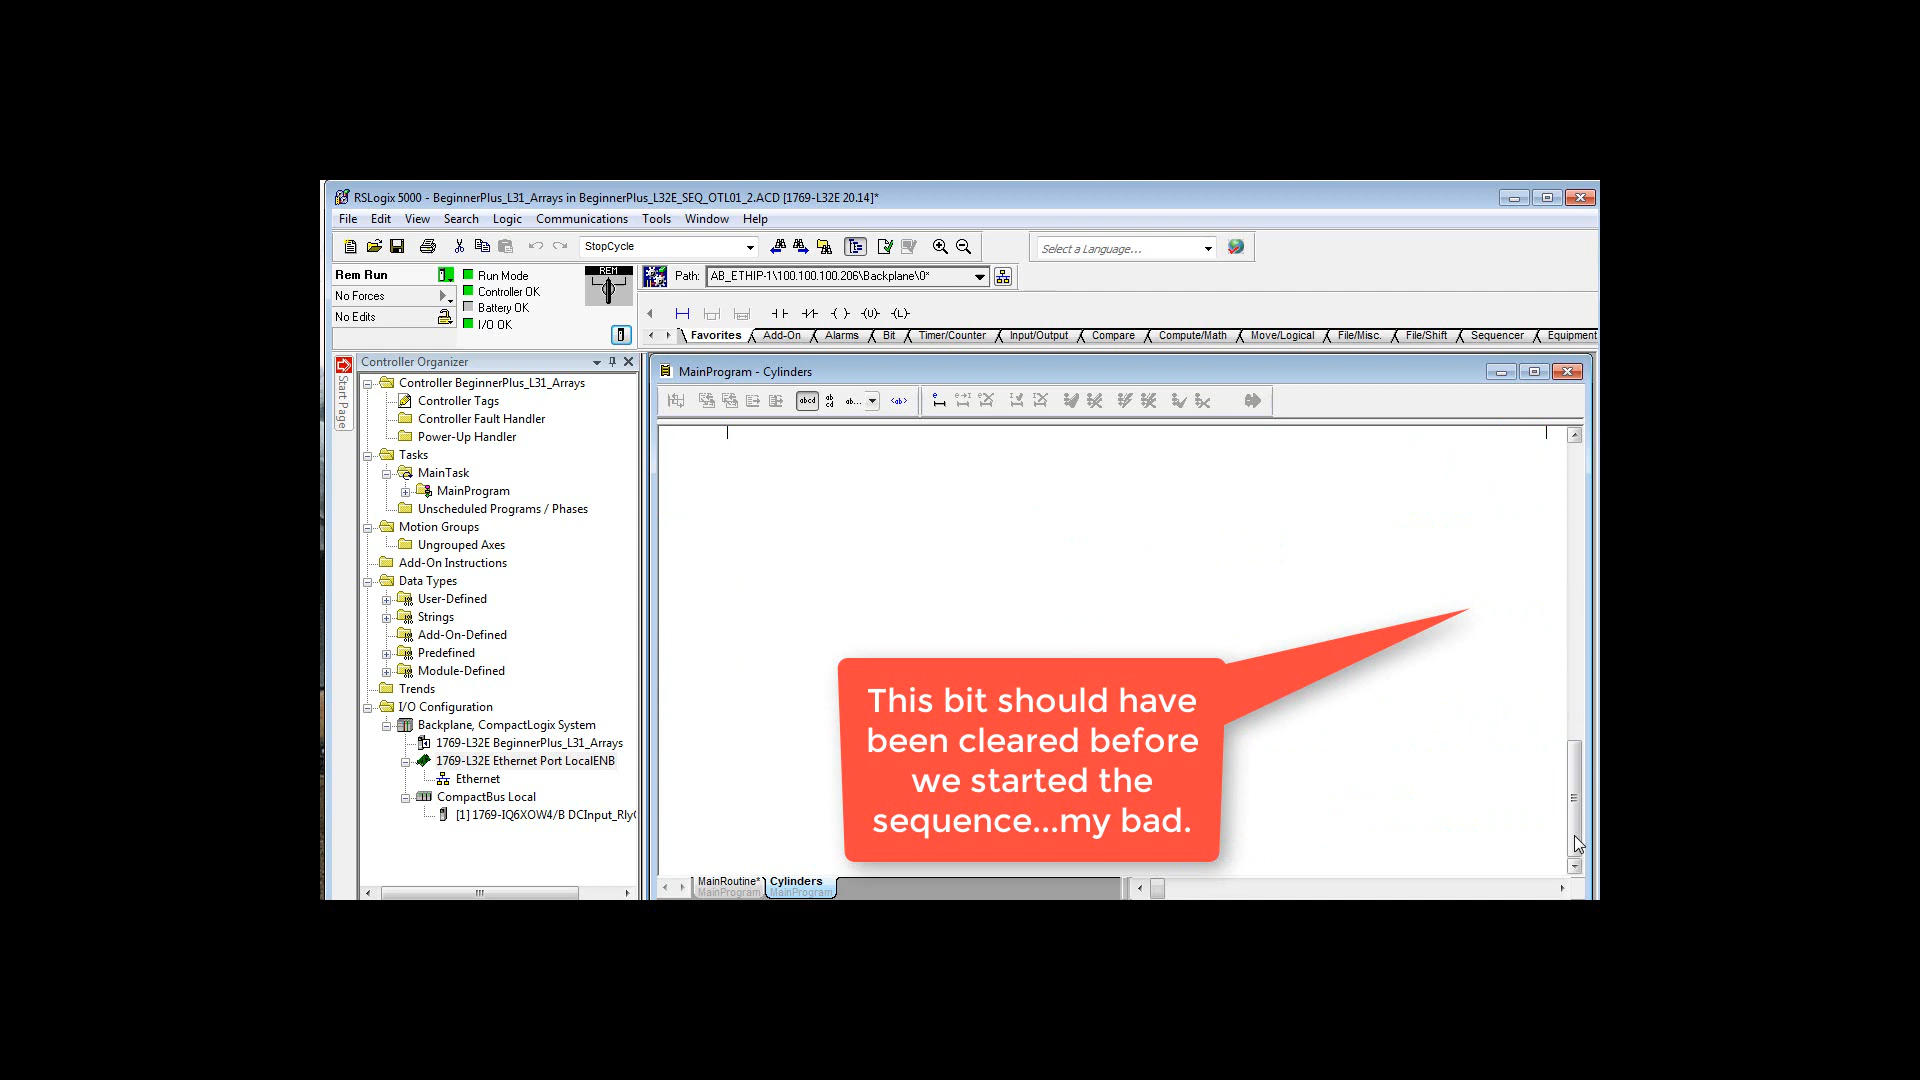 RSLogix 5000 - BeginnerPlus_L31_Arrays in BeginnerPlus_L32E_SEQ_OTL01_2.ACD [1769-L32E 20.14]*
File Edit View Search Logic Communications Tools Window Help
StopCycle
Select a Language...
Rem Run
No Forces
No Edits
Run Mode
Controller OK
Battery OK
I/O OK
REM
Path: AB_ETHIP-1\100.100.100.206\Backplane\0*
Favorites Add-On Alarms Bit Timer/Counter Input/Output Compare Compute/Math Move/Logical File/Misc. File/Shift Sequencer Equipment
Start Page
Controller Organizer
Controller BeginnerPlus_L31_Arrays
Controller Tags
Controller Fault Handler
Power-Up Handler
Tasks
MainTask
MainProgram
Unscheduled Programs / Phases
Motion Groups
Ungrouped Axes
Add-On Instructions
Data Types
User-Defined
Strings
Add-On-Defined
Predefined
Module-Defined
Trends
I/O Configuration
Backplane, CompactLogix System
1769-L32E BeginnerPlus_L31_Arrays
1769-L32E Ethernet Port LocalENB
Ethernet
CompactBus Local
[1] 1769-IQ6XOW4/B DCInput_Rly
MainProgram - Cylinders
This bit should have
been cleared before
we started the
sequence...my bad.
MainRoutine* Cylinders
MainProgram MainProgram